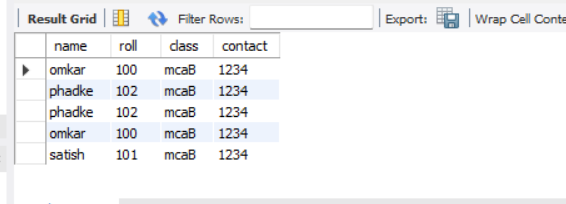 Result Grid Filter Rows: Export: Wrap Cell Conte
name roll class contact
omkar 100 mcaB 1234
phadke 102 mcaB 1234
phadke 102 mcaB 1234
omkar 100 mcaB 1234
satish 101 mcaB 1234